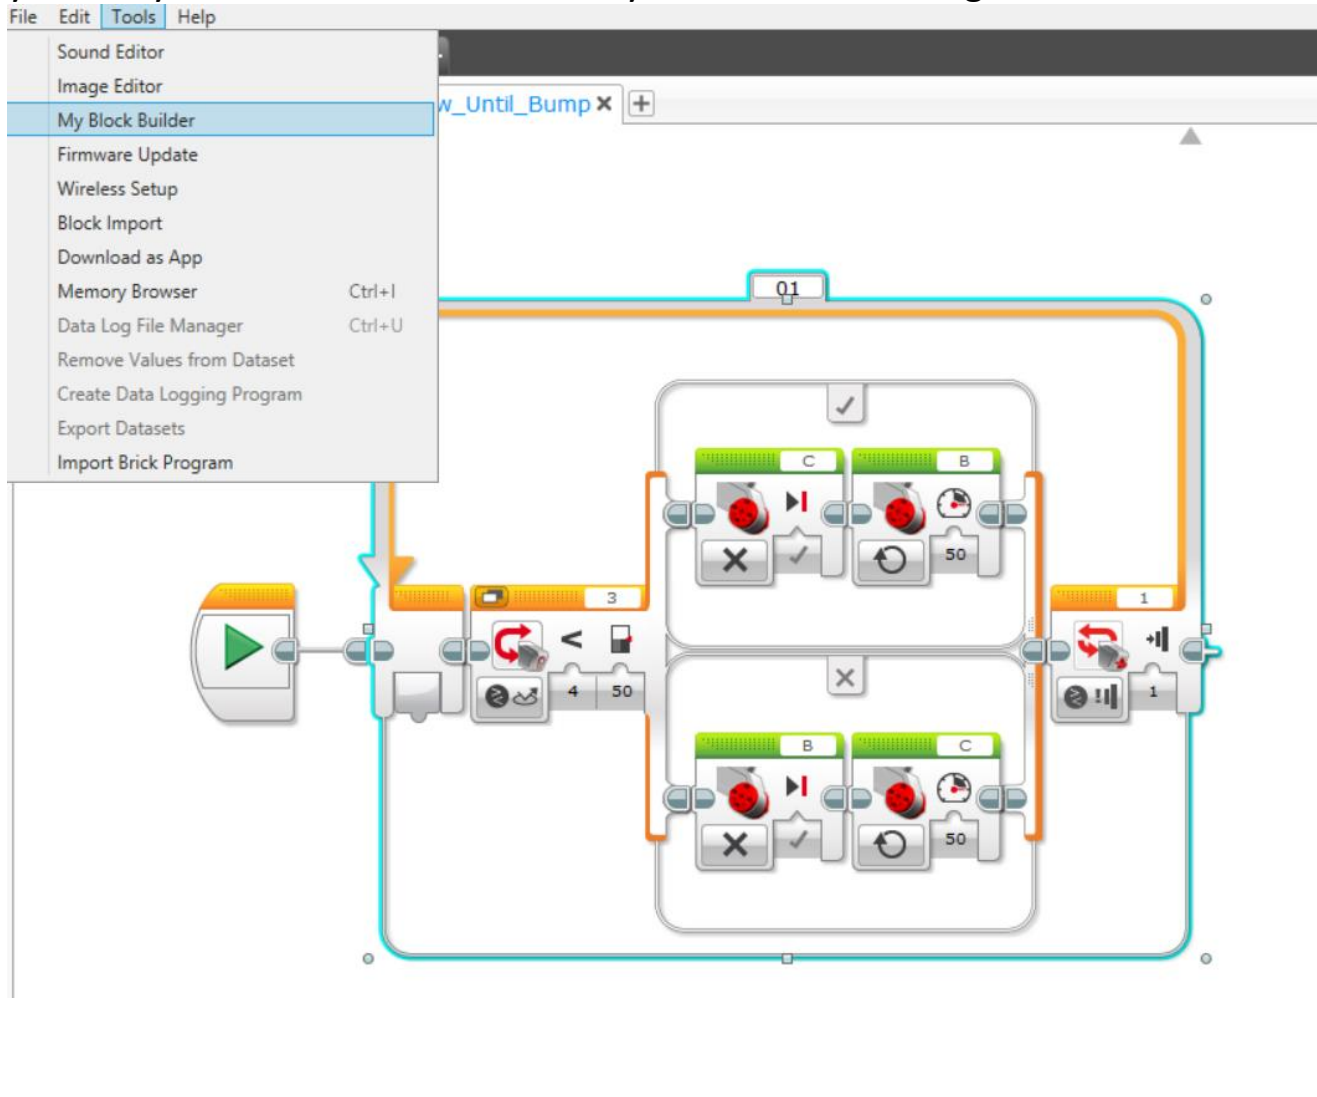 File Edit Tools Help
Sound Editor
Image Editor
My Block Builder
Firmware Update
Wireless Setup
Block Import
Download as App
Memory Browser Ctrl+I
Data Log File Manager Ctrl+U
Remove Values from Dataset
Create Data Logging Program
Export Datasets
Import Brick Program
w_Until_Bump
01
C B
50
3
< 4 50
B C
50
1
1